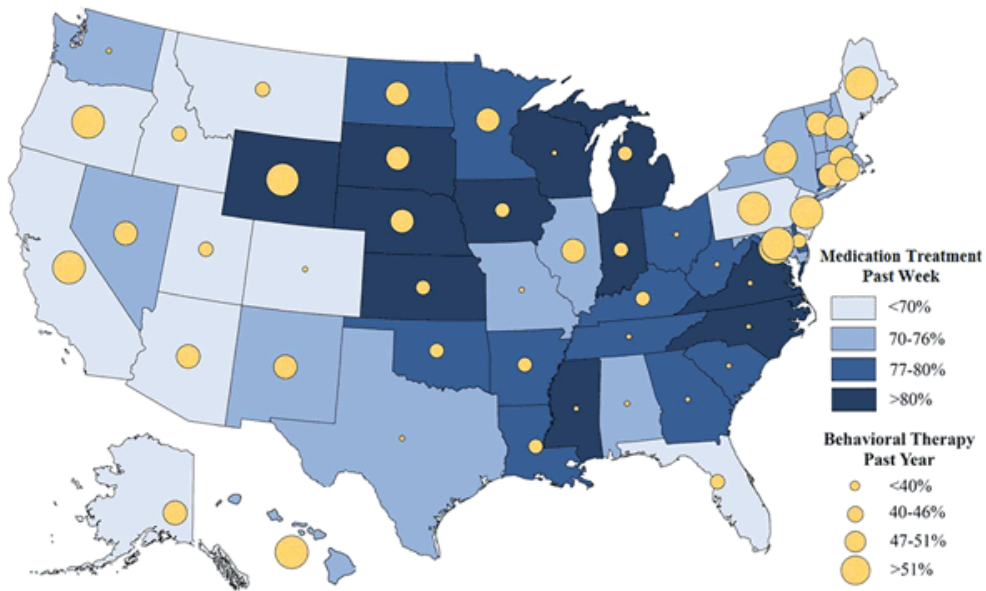 Medication Treatment
Past Week
<70%
70-76%
77-80%
>80%
Behavioral Therapy
Past Year
<40%
40-46%
47-51%
>51%